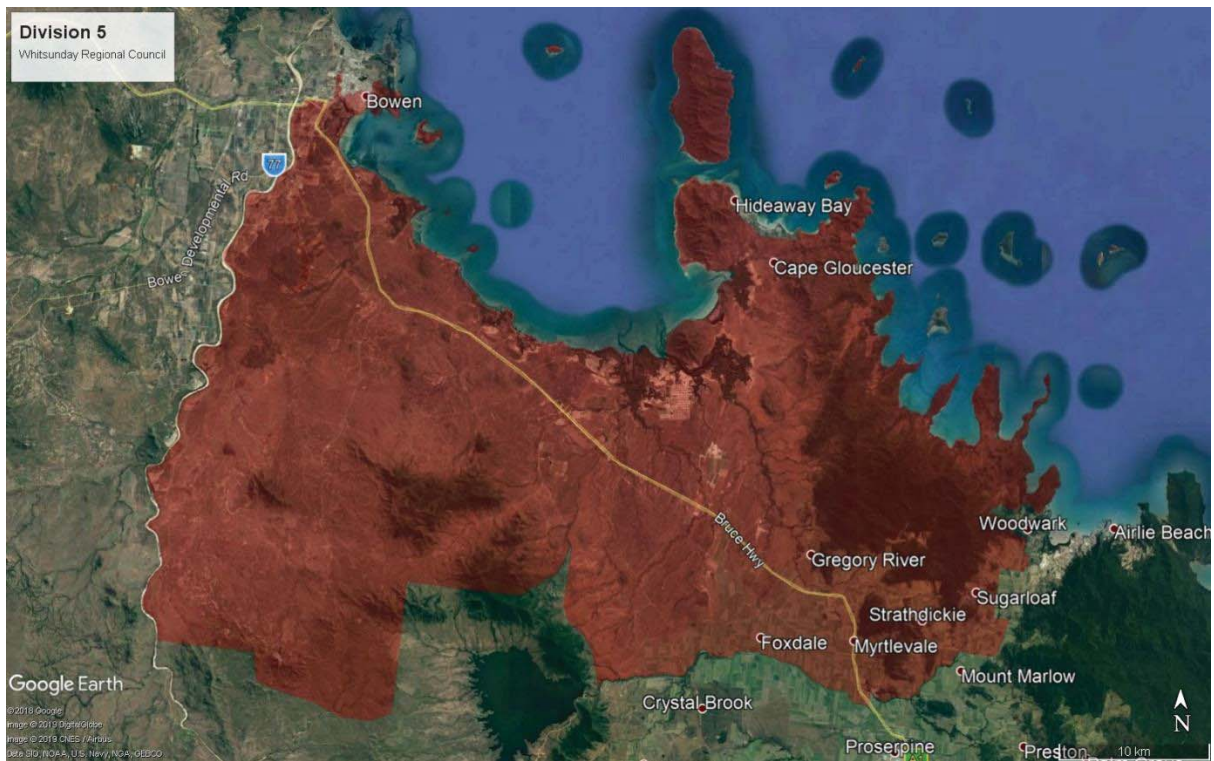 Division 5
Whitsunday Regional Council
Bowen
77
Bowen Developmental Rd
Hideaway Bay
Cape Gloucester
Bruce Hwy
Woodwark
Airlie Beach
Gregory River
Sugarloaf
Strathdickie
Foxdale
Myrtlevale
Mount Marlow
Crystal Brook
Proserpine
Preston
Google Earth
©2018 Google
Image © 2019 DigitalGlobe
Image © 2019 CNES / Airbus
Data SIO, NOAA, U.S. Navy, NGA, GEBCO
N
10 km